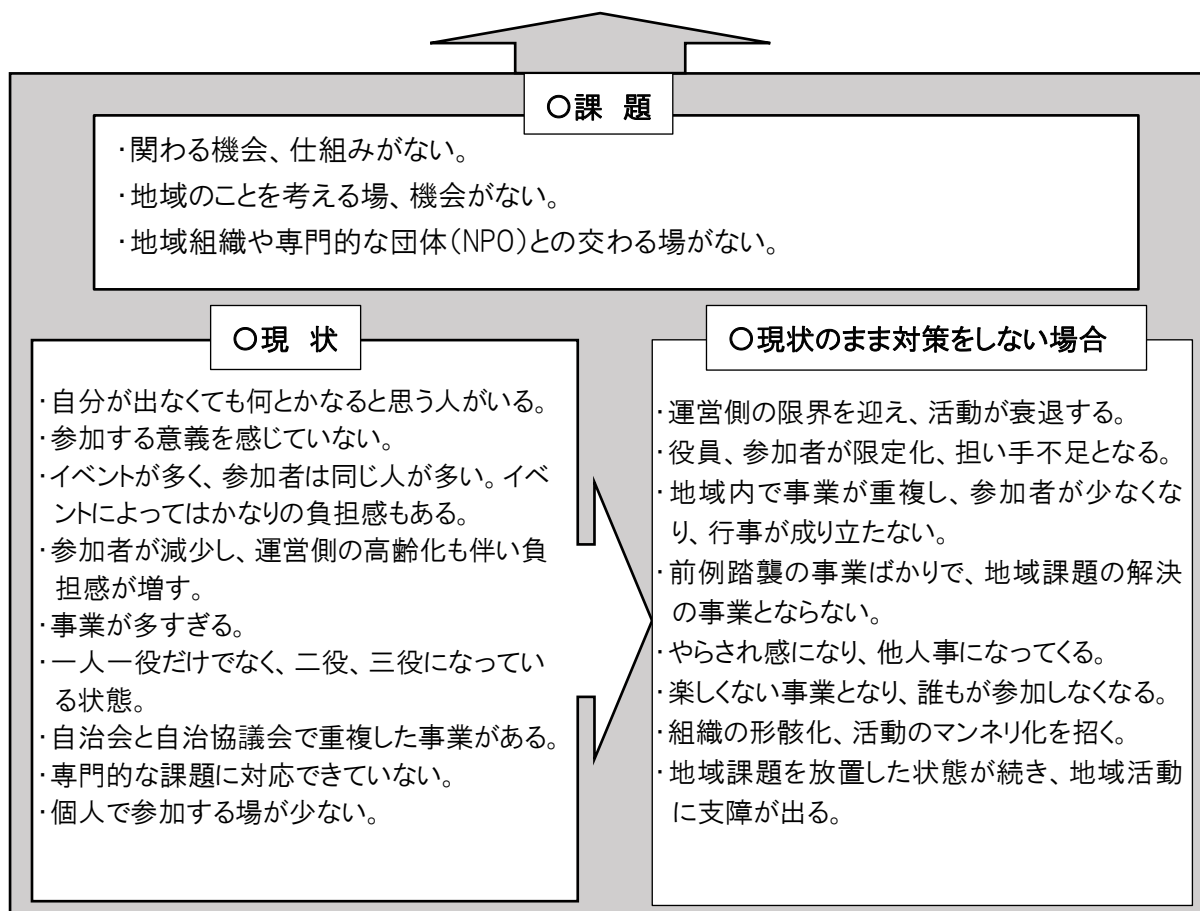 〇課　題
・関わる機会、仕組みがない。
・地域のことを考える場、機会がない。
・地域組織や専門的な団体(NPO)との交わる場がない。
〇現　状
・自分が出なくても何とかなると思う人がいる。
・参加する意義を感じていない。
・イベントが多く、参加者は同じ人が多い。イベ
ントによってはかなりの負担感もある。
・参加者が減少し、運営側の高齢化も伴い負
担感が増す。
・事業が多すぎる。
・一人一役だけでなく、二役、三役になってい
る状態。
・自治会と自治協議会で重複した事業がある。
・専門的な課題に対応できていない。
・個人で参加する場が少ない。
〇現状のまま対策をしない場合
・運営側の限界を迎え、活動が衰退する。
・役員、参加者が限定化、担い手不足となる。
・地域内で事業が重複し、参加者が少なくな
り、行事が成り立たない。
・前例踏襲の事業ばかりで、地域課題の解決
の事業とならない。
・やらされ感になり、他人事になってくる。
・楽しくない事業となり、誰もが参加しなくなる。
・組織の形骸化、活動のマンネリ化を招く。
・地域課題を放置した状態が続き、地域活動
に支障が出る。